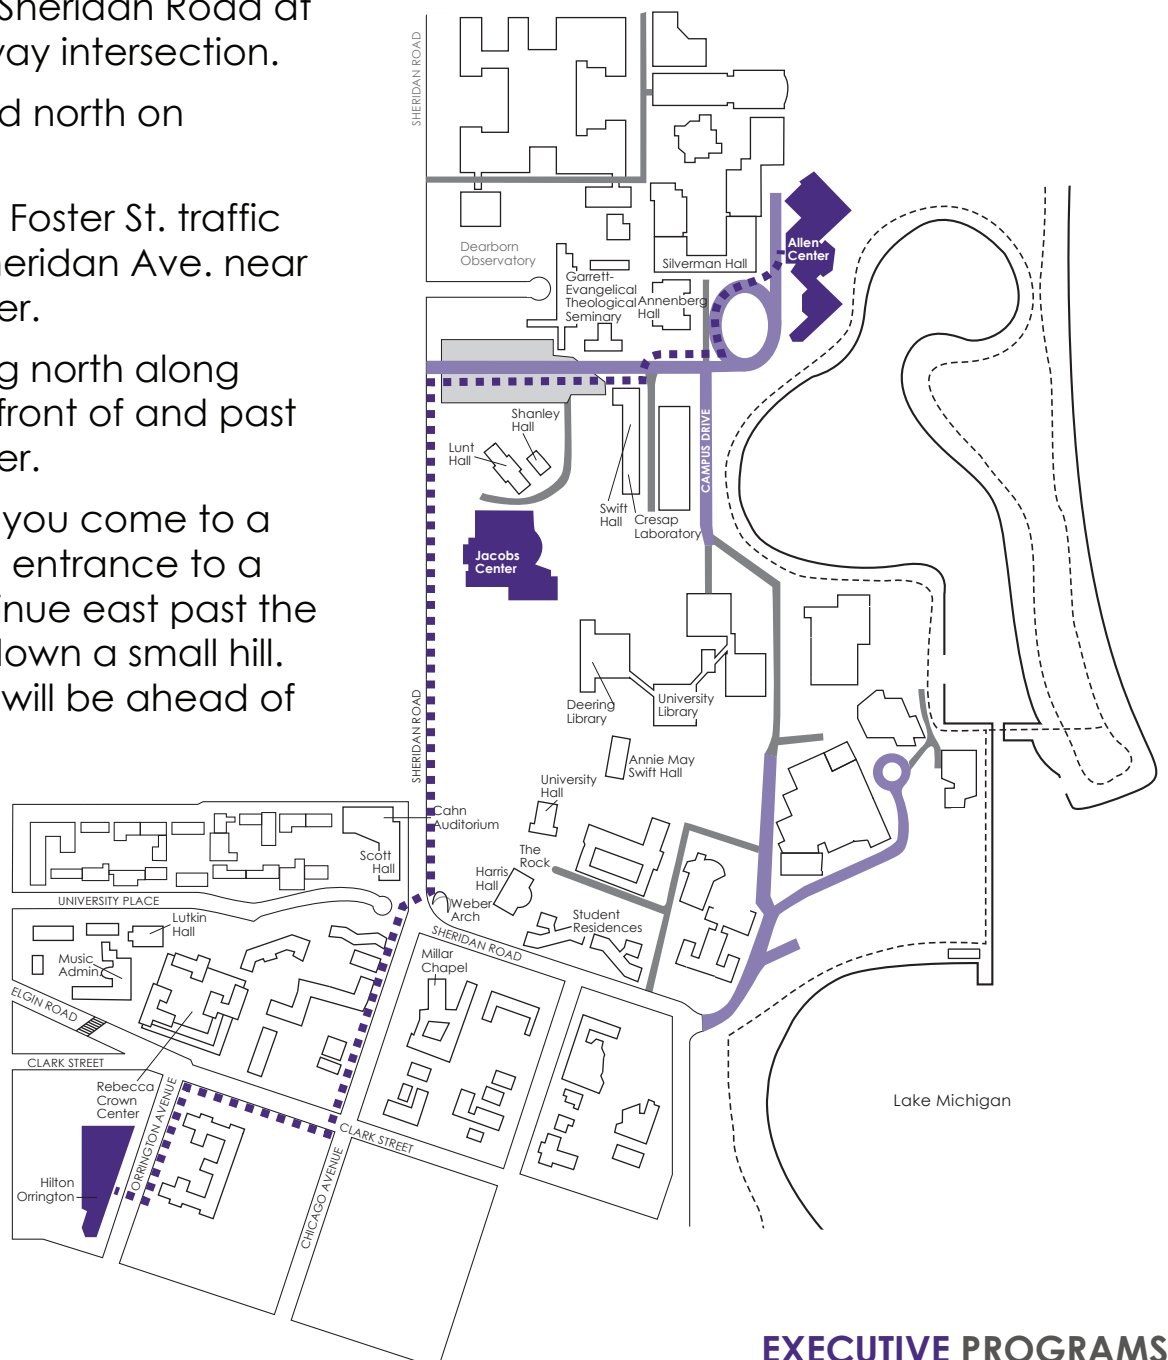 Sheridan Road at
way intersection.
d north on
Foster St. traffic
heridan Ave. near
er.
g north along
front of and past
er.
you come to a
entrance to a
inue east past the
down a small hill.
will be ahead of
SHERIDAN ROAD
Dearborn
Observatory
Garrett-
Evangelical
Theological
Seminary
Annenberg
Hall
Silverman Hall
Allen
Center
Shanley
Hall
Lunt
Hall
Swift
Hall
Cresap
Laboratory
CAMPUS DRIVE
Jacobs
Center
SHERIDAN ROAD
Deering
Library
University
Library
Annie May
Swift Hall
University
Hall
Cahn
Auditorium
Scott
Hall
The
Rock
Harris
Hall
Weber
Arch
Student
Residences
UNIVERSITY PLACE
Lutkin
Hall
Music
Admin.
SHERIDAN ROAD
Millar
Chapel
ELGIN ROAD
CLARK STREET
Rebecca
Crown
Center
ORRINGTON AVENUE
CLARK STREET
CHICAGO AVENUE
Hilton
Orrington
Lake Michigan
EXECUTIVE PROGRAMS